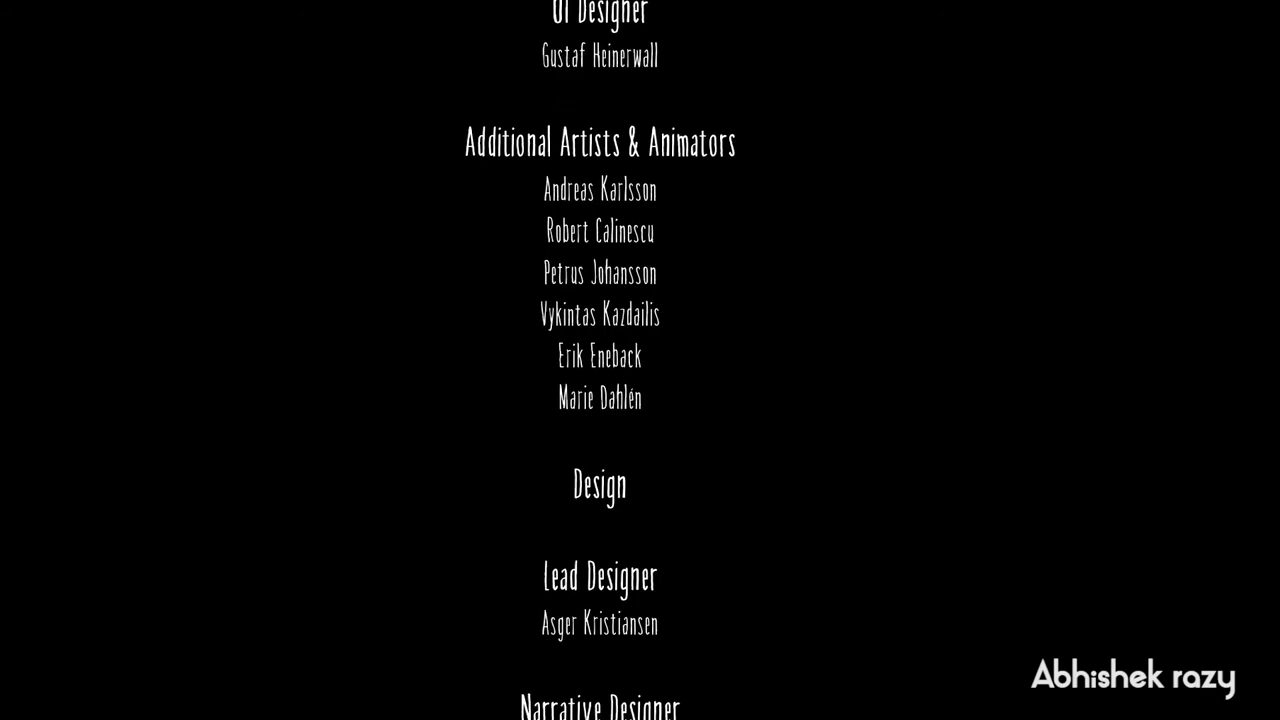 UI Designer
Gustaf Heinerwall
Additional Artists & Animators
Andreas Karlsson
Robert Calinescu
Petrus Johansson
Vykintas Kazdailis
Erik Eneback
Marie Dahlén
Design
Lead Designer
Asger Kristiansen
Narrative Designer
Abhishek razy